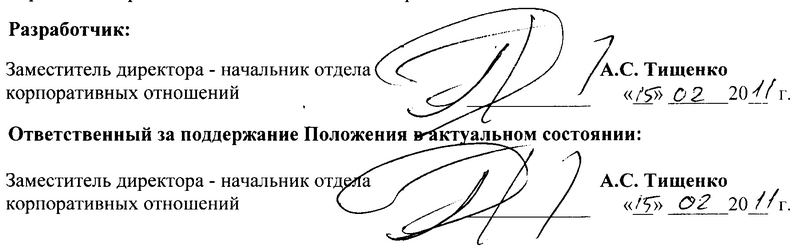 Разработчик:
Заместитель директора - начальник отдела А.С. Тищенко
корпоративных отношений «15» 02 2011 г.
Ответственный за поддержание Положения в актуальном состоянии:
Заместитель директора - начальник отдела А.С. Тищенко
корпоративных отношений «15» 02 2011 г.